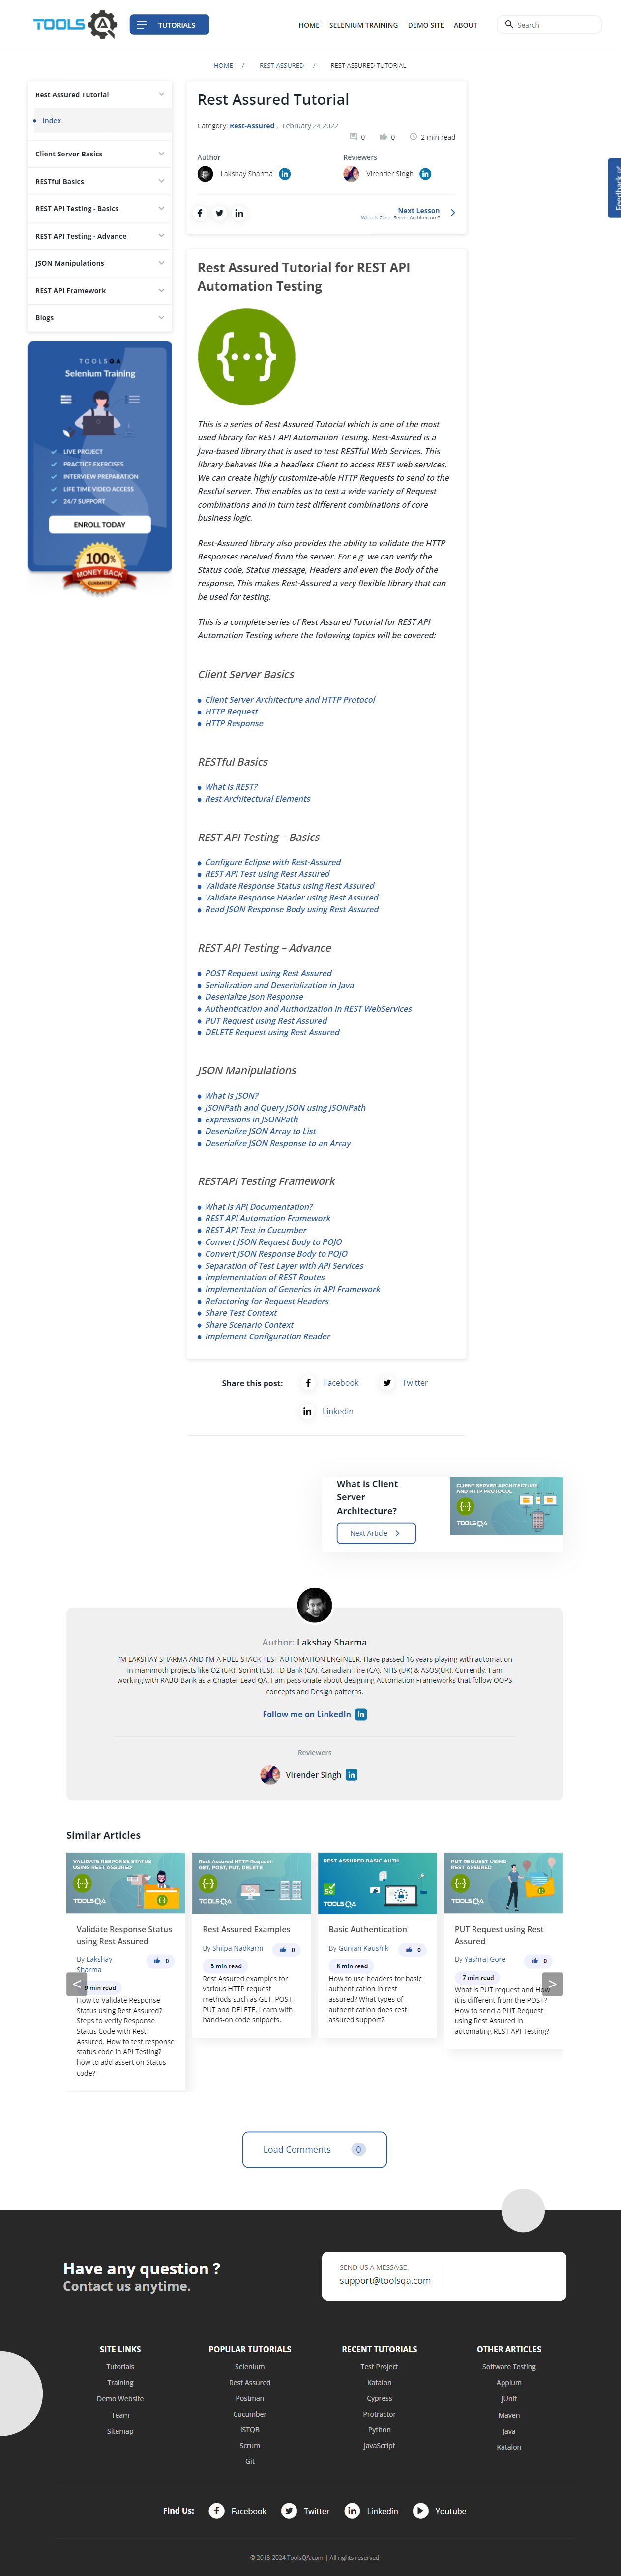 TOOLS QA
TUTORIALS
HOME
SELENIUM TRAINING
DEMO SITE
ABOUT
Search
HOME / REST-ASSURED / REST ASSURED TUTORIAL
Rest Assured Tutorial
Index
Client Server Basics
RESTful Basics
REST API Testing - Basics
REST API Testing - Advance
JSON Manipulations
REST API Framework
Blogs
TOOLSQA
Selenium Training
LIVE PROJECT
PRACTICE EXERCISES
INTERVIEW PREPARATION
LIFE TIME VIDEO ACCESS
24/7 SUPPORT
ENROLL TODAY
100%
MONEY BACK
GUARANTEE
Rest Assured Tutorial
Category: Rest-Assured , February 24 2022
0
0
2 min read
Author
Lakshay Sharma
Reviewers
Virender Singh
Next Lesson
What is Client Server Architecture?
Feedback
Rest Assured Tutorial for REST API
Automation Testing
{...}
This is a series of Rest Assured Tutorial which is one of the most
used library for REST API Automation Testing. Rest-Assured is a
Java-based library that is used to test RESTful Web Services. This
library behaves like a headless Client to access REST web services.
We can create highly customize-able HTTP Requests to send to the
Restful server. This enables us to test a wide variety of Request
combinations and in turn test different combinations of core
business logic.
Rest-Assured library also provides the ability to validate the HTTP
Responses received from the server. For e.g. we can verify the
Status code, Status message, Headers and even the Body of the
response. This makes Rest-Assured a very flexible library that can
be used for testing.
This is a complete series of Rest Assured Tutorial for REST API
Automation Testing where the following topics will be covered:
Client Server Basics
Client Server Architecture and HTTP Protocol
HTTP Request
HTTP Response
RESTful Basics
What is REST?
Rest Architectural Elements
REST API Testing – Basics
Configure Eclipse with Rest-Assured
REST API Test using Rest Assured
Validate Response Status using Rest Assured
Validate Response Header using Rest Assured
Read JSON Response Body using Rest Assured
REST API Testing – Advance
POST Request using Rest Assured
Serialization and Deserialization in Java
Deserialize Json Response
Authentication and Authorization in REST WebServices
PUT Request using Rest Assured
DELETE Request using Rest Assured
JSON Manipulations
What is JSON?
JSONPath and Query JSON using JSONPath
Expressions in JSONPath
Deserialize JSON Array to List
Deserialize JSON Response to an Array
RESTAPI Testing Framework
What is API Documentation?
REST API Automation Framework
REST API Test in Cucumber
Convert JSON Request Body to POJO
Convert JSON Response Body to POJO
Separation of Test Layer with API Services
Implementation of REST Routes
Implementation of Generics in API Framework
Refactoring for Request Headers
Share Test Context
Share Scenario Context
Implement Configuration Reader
Share this post:
Facebook
Twitter
Linkedin
What is Client
Server
Architecture?
Next Article
CLIENT SERVER ARCHITECTURE
AND HTTP PROTOCOL
TOOLSQA
Author: Lakshay Sharma
I'M LAKSHAY SHARMA AND I'M A FULL-STACK TEST AUTOMATION ENGINEER. Have passed 16 years playing with automation
in mammoth projects like O2 (UK), Sprint (US), TD Bank (CA), Canadian Tire (CA), NHS (UK) & ASOS(UK). Currently, I am
working with RABO Bank as a Chapter Lead QA. I am passionate about designing Automation Frameworks that follow OOPS
concepts and Design patterns.
Follow me on LinkedIn
Reviewers
Virender Singh
Similar Articles
VALIDATE RESPONSE STATUS
USING REST ASSURED
TOOLSQA
Validate Response Status
using Rest Assured
By Lakshay
Sharma
0
9 min read
How to Validate Response
Status using Rest Assured?
Steps to verify Response
Status Code with Rest
Assured. How to test response
status code in API Testing?
how to add assert on Status
code?
Rest Assured HTTP Request-
GET, POST, PUT, DELETE
TOOLSQA
Rest Assured Examples
By Shilpa Nadkarni
0
5 min read
Rest Assured examples for
various HTTP request
methods such as GET, POST,
PUT and DELETE. Learn with
hands-on code snippets.
REST ASSURED BASIC AUTH
Se
TOOLSQA
Basic Authentication
By Gunjan Kaushik
0
8 min read
How to use headers for basic
authentication in rest
assured? What types of
authentication does rest
assured support?
PUT REQUEST USING
REST ASSURED
TOOLSQA
PUT Request using Rest
Assured
By Yashraj Gore
0
7 min read
What is PUT request and How
it is different from the POST?
How to send a PUT Request
using Rest Assured in
automating REST API Testing?
<
>
Load Comments 0
Have any question ?
Contact us anytime.
SEND US A MESSAGE:
support@toolsqa.com
SITE LINKS
Tutorials
Training
Demo Website
Team
Sitemap
POPULAR TUTORIALS
Selenium
Rest Assured
Postman
Cucumber
ISTQB
Scrum
Git
RECENT TUTORIALS
Test Project
Katalon
Cypress
Protractor
Python
JavaScript
OTHER ARTICLES
Software Testing
Appium
JUnit
Maven
Java
Katalon
Find Us:
Facebook
Twitter
Linkedin
Youtube
© 2013-2024 ToolsQA.com | All rights reserved